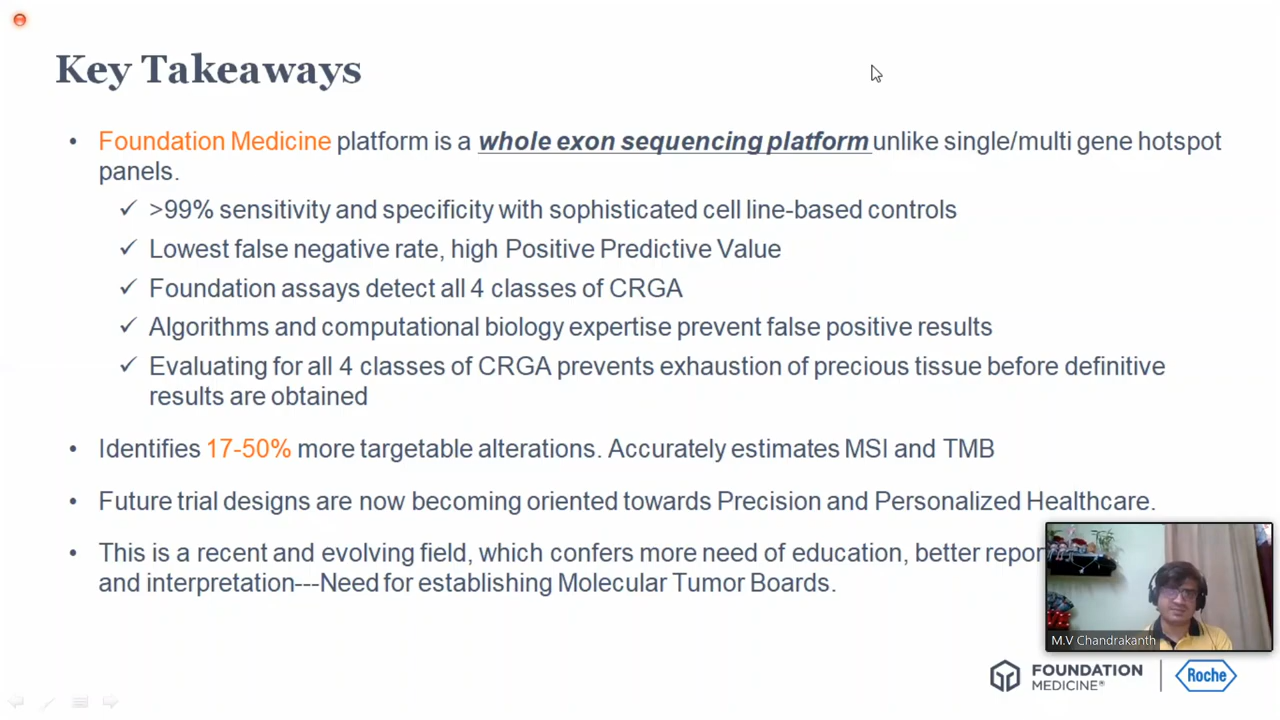 Key Takeaways
• Foundation Medicine platform is a whole exon sequencing platform unlike single/multi gene hotspot
panels.
✓ >99% sensitivity and specificity with sophisticated cell line-based controls
✓ Lowest false negative rate, high Positive Predictive Value
✓ Foundation assays detect all 4 classes of CRGA
✓ Algorithms and computational biology expertise prevent false positive results
✓ Evaluating for all 4 classes of CRGA prevents exhaustion of precious tissue before definitive
results are obtained
• Identifies 17-50% more targetable alterations. Accurately estimates MSI and TMB
• Future trial designs are now becoming oriented towards Precision and Personalized Healthcare.
• This is a recent and evolving field, which confers more need of education, better
and interpretation---Need for establishing Molecular Tumor Boards.
M.V Chandrakanth
FOUNDATION
MEDICINE®
Roche